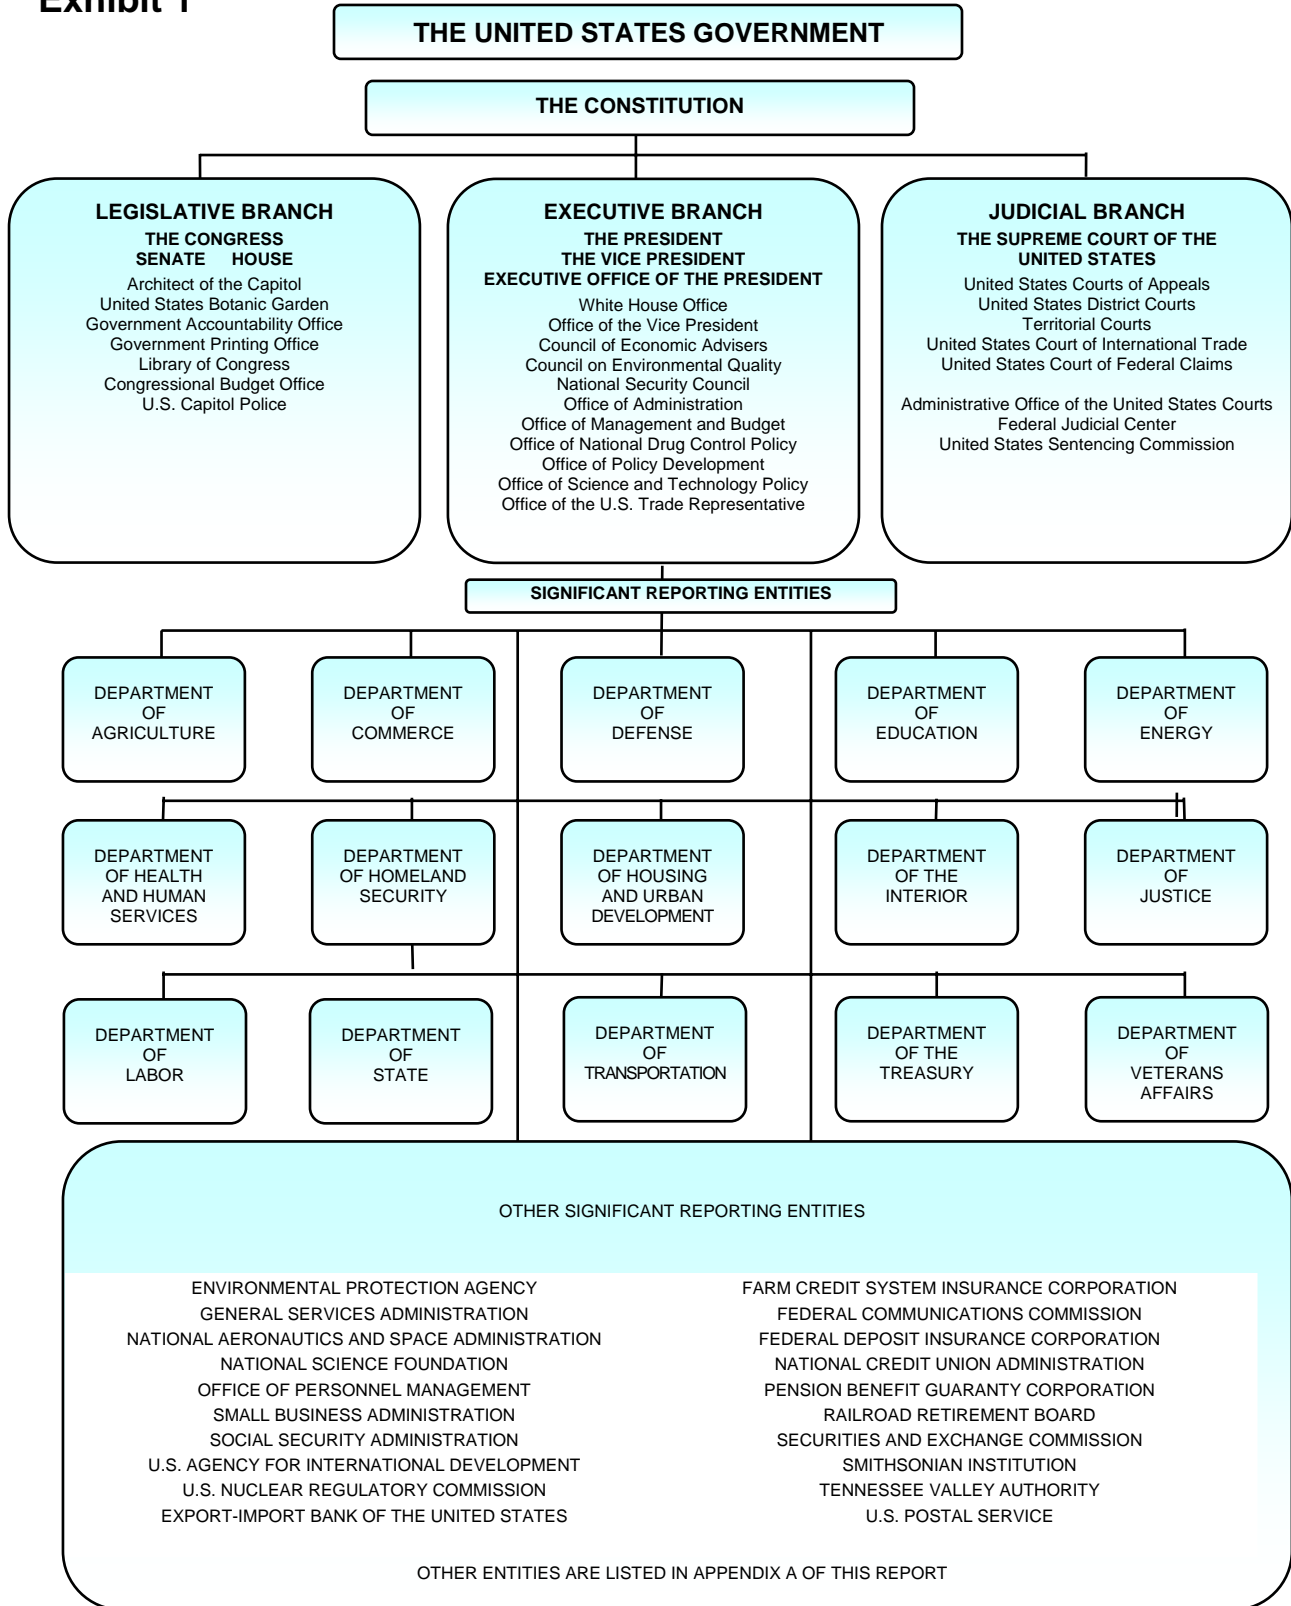 Exhibit 1
THE UNITED STATES GOVERNMENT
THE CONSTITUTION
LEGISLATIVE BRANCH
THE CONGRESS
SENATE HOUSE
Architect of the Capitol
United States Botanic Garden
Government Accountability Office
Government Printing Office
Library of Congress
Congressional Budget Office
U.S. Capitol Police
EXECUTIVE BRANCH
THE PRESIDENT
THE VICE PRESIDENT
EXECUTIVE OFFICE OF THE PRESIDENT
White House Office
Office of the Vice President
Council of Economic Advisers
Council on Environmental Quality
National Security Council
Office of Administration
Office of Management and Budget
Office of National Drug Control Policy
Office of Policy Development
Office of Science and Technology Policy
Office of the U.S. Trade Representative
JUDICIAL BRANCH
THE SUPREME COURT OF THE
UNITED STATES
United States Courts of Appeals
United States District Courts
Territorial Courts
United States Court of International Trade
United States Court of Federal Claims
Administrative Office of the United States Courts
Federal Judicial Center
United States Sentencing Commission
SIGNIFICANT REPORTING ENTITIES
DEPARTMENT
OF
AGRICULTURE
DEPARTMENT
OF
COMMERCE
DEPARTMENT
OF
DEFENSE
DEPARTMENT
OF
EDUCATION
DEPARTMENT
OF
ENERGY
DEPARTMENT
OF HEALTH
AND HUMAN
SERVICES
DEPARTMENT
OF HOMELAND
SECURITY
DEPARTMENT
OF HOUSING
AND URBAN
DEVELOPMENT
DEPARTMENT
OF THE
INTERIOR
DEPARTMENT
OF
JUSTICE
DEPARTMENT
OF
LABOR
DEPARTMENT
OF
STATE
DEPARTMENT
OF
TRANSPORTATION
DEPARTMENT
OF THE
TREASURY
DEPARTMENT
OF
VETERANS
AFFAIRS
OTHER SIGNIFICANT REPORTING ENTITIES
ENVIRONMENTAL PROTECTION AGENCY
GENERAL SERVICES ADMINISTRATION
NATIONAL AERONAUTICS AND SPACE ADMINISTRATION
NATIONAL SCIENCE FOUNDATION
OFFICE OF PERSONNEL MANAGEMENT
SMALL BUSINESS ADMINISTRATION
SOCIAL SECURITY ADMINISTRATION
U.S. AGENCY FOR INTERNATIONAL DEVELOPMENT
U.S. NUCLEAR REGULATORY COMMISSION
EXPORT-IMPORT BANK OF THE UNITED STATES
FARM CREDIT SYSTEM INSURANCE CORPORATION
FEDERAL COMMUNICATIONS COMMISSION
FEDERAL DEPOSIT INSURANCE CORPORATION
NATIONAL CREDIT UNION ADMINISTRATION
PENSION BENEFIT GUARANTY CORPORATION
RAILROAD RETIREMENT BOARD
SECURITIES AND EXCHANGE COMMISSION
SMITHSONIAN INSTITUTION
TENNESSEE VALLEY AUTHORITY
U.S. POSTAL SERVICE
OTHER ENTITIES ARE LISTED IN APPENDIX A OF THIS REPORT